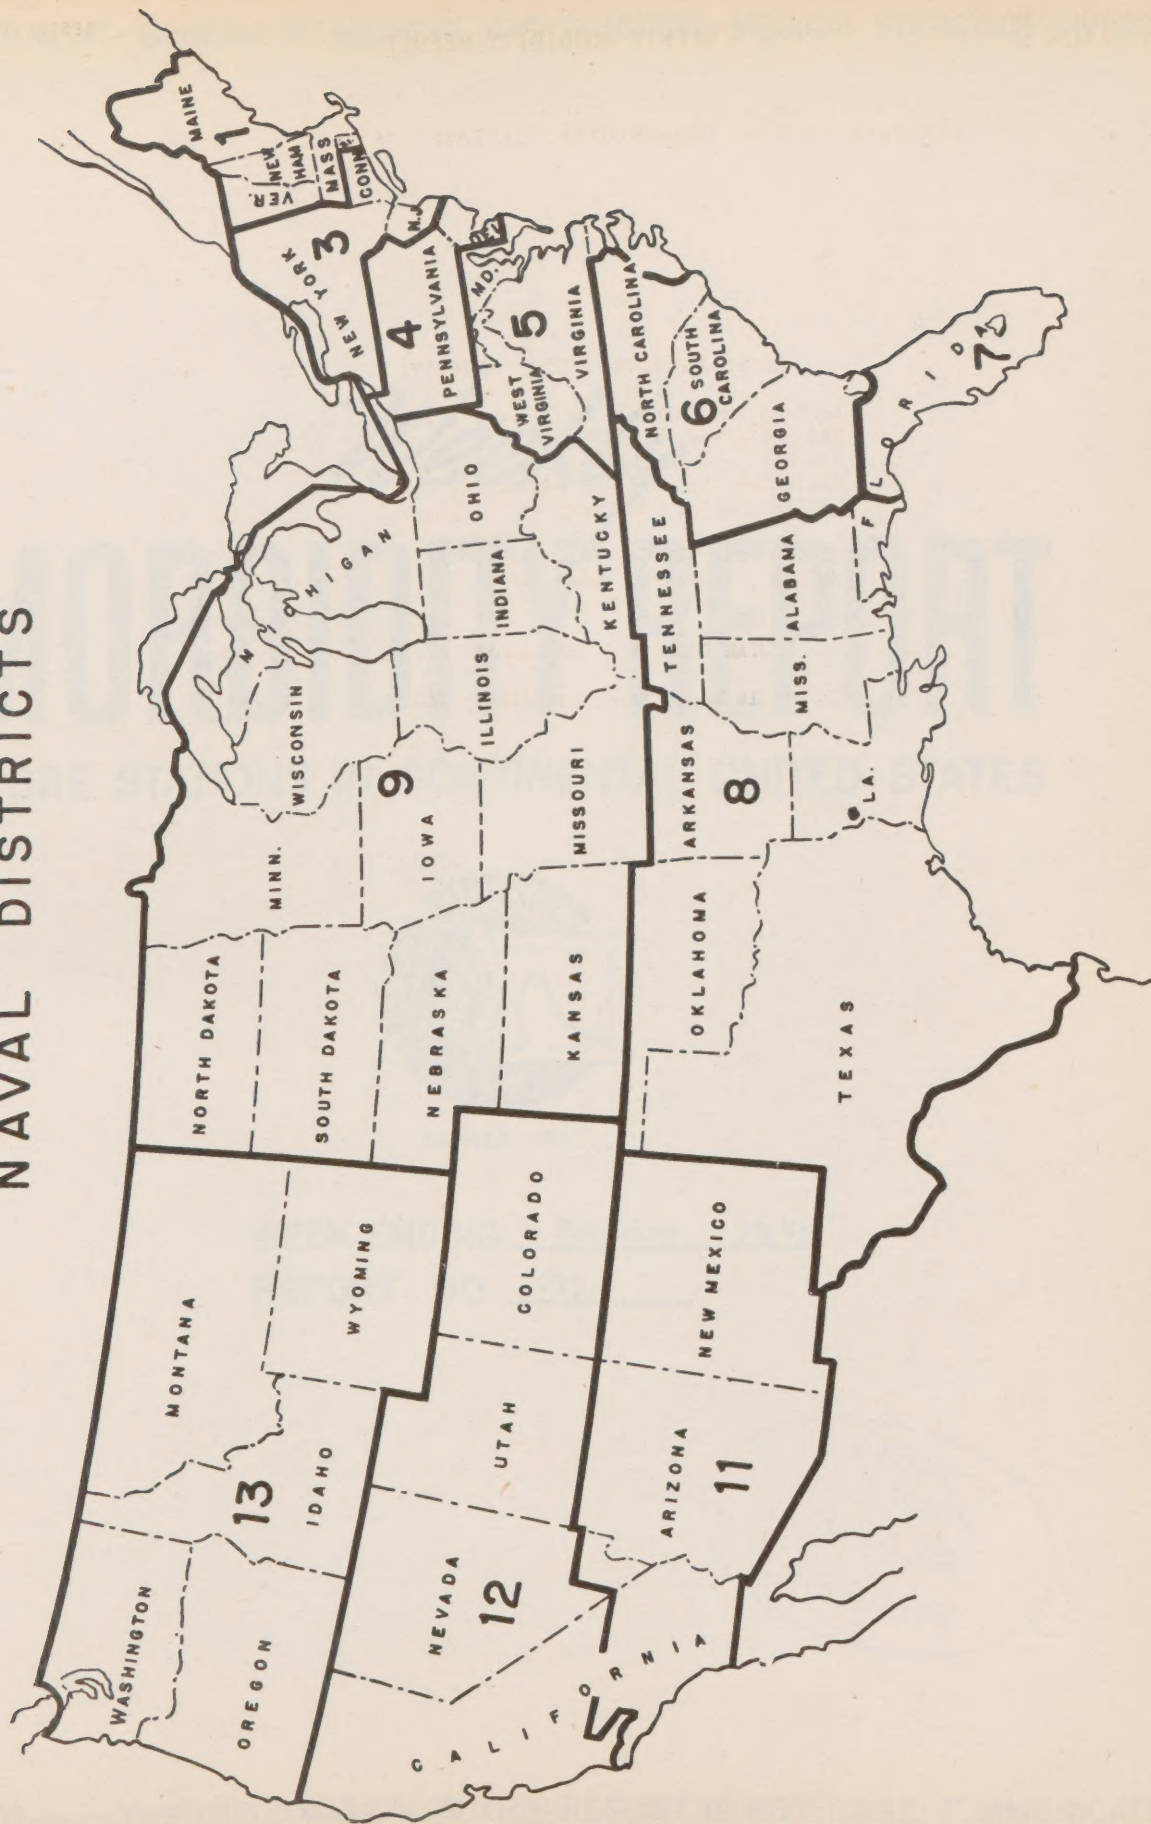 NAVAL DISTRICTS
WASHINGTON
OREGON
CALIFORNIA
NEVADA
12
IDAHO
13
MONTANA
WYOMING
UTAH
COLORADO
ARIZONA
11
NEW MEXICO
NORTH DAKOTA
SOUTH DAKOTA
NEBRASKA
KANSAS
OKLAHOMA
TEXAS
MINN.
IOWA
9
MISSOURI
WISCONSIN
ILLINOIS
MICHIGAN
INDIANA
OHIO
KENTUCKY
TENNESSEE
ARKANSAS
8
LA.
MISS.
ALABAMA
GEORGIA
FLORIDA
7
6
SOUTH
CAROLINA
NORTH CAROLINA
WEST
VIRGINIA
5
VIRGINIA
MD.
DEL.
4
PENNSYLVANIA
N.J.
NEW YORK
3
VER.
NEW
HAM
MASS
CONN
MAINE
1